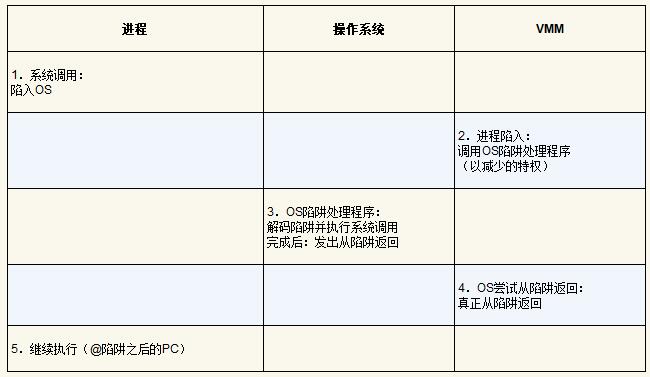 进程 操作系统 VMM
1. 系统调用:
陷入OS
2. 进程陷入:
调用OS陷阱处理程序
（以减少的特权）
3. OS陷阱处理程序:
解码陷阱并执行系统调用
完成后：发出从陷阱返回
4. OS尝试从陷阱返回:
真正从陷阱返回
5. 继续执行（@陷阱之后的PC）